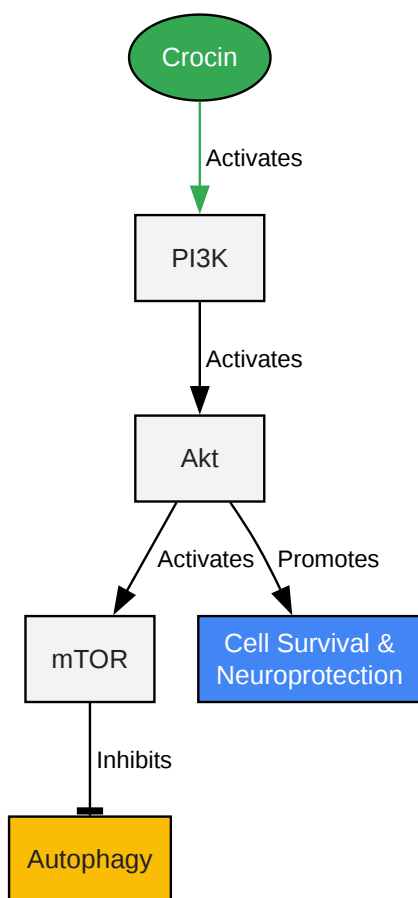 Crocin
Activates
PI3K
Activates
Akt
Activates
Promotes
mTOR
Cell Survival &
Neuroprotection
Inhibits
Autophagy